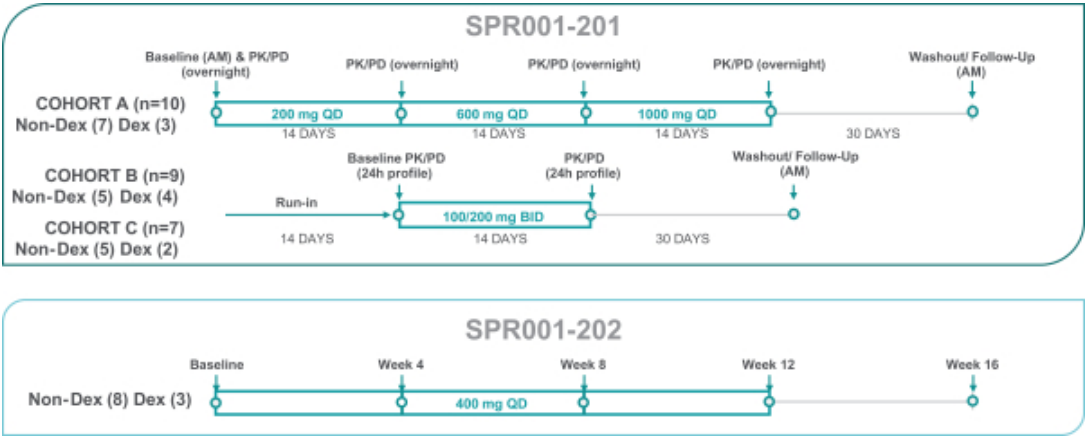 SPR001-201
Baseline (AM) & PK/PD
(overnight)
PK/PD (overnight)
PK/PD (overnight)
PK/PD (overnight)
Washout/ Follow-Up
(AM)
COHORT A (n=10)
Non-Dex (7) Dex (3)
200 mg QD
600 mg QD
1000 mg QD
14 DAYS
14 DAYS
14 DAYS
30 DAYS
Baseline PK/PD
(24h profile)
PK/PD
(24h profile)
Washout/ Follow-Up
(AM)
COHORT B (n=9)
Non-Dex (5) Dex (4)
Run-in
100/200 mg BID
COHORT C (n=7)
Non-Dex (5) Dex (2)
14 DAYS
14 DAYS
30 DAYS
SPR001-202
Baseline
Week 4
Week 8
Week 12
Week 16
Non-Dex (8) Dex (3)
400 mg QD